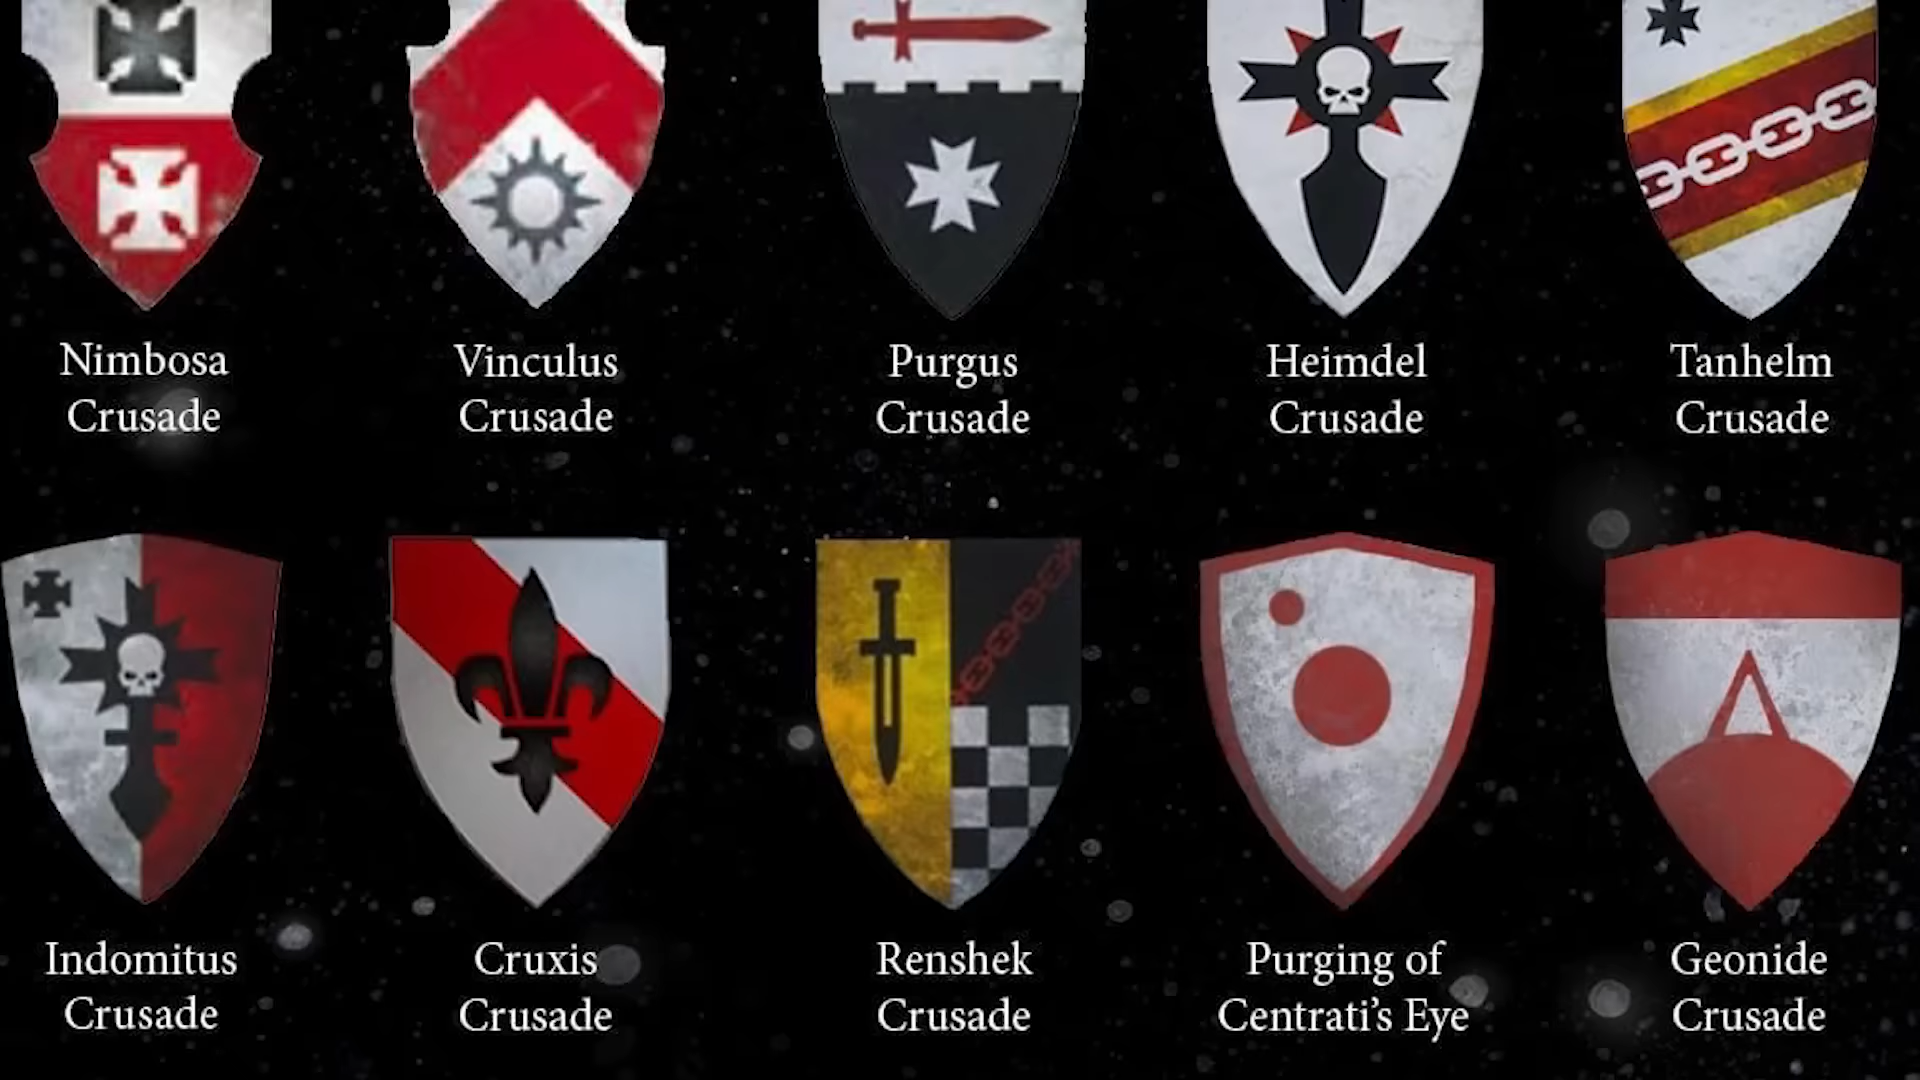 Nimbosa
Crusade
Vinculus
Crusade
Purgus
Crusade
Heimdel
Crusade
Tanhelm
Crusade
Indomitus
Crusade
Cruxis
Crusade
Renshek
Crusade
Purging of
Centrati’s Eye
Geonide
Crusade